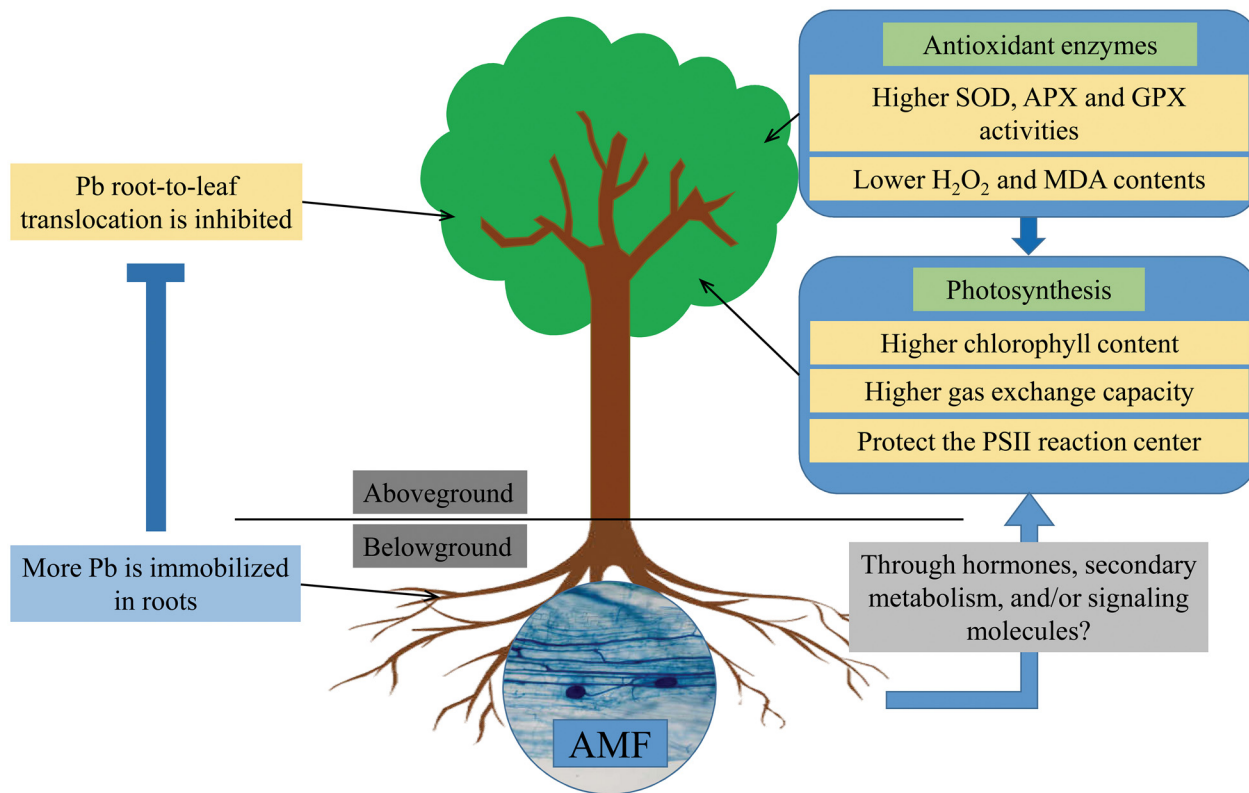 Antioxidant enzymes
Higher SOD, APX and GPX
activities
Lower H₂O₂ and MDA contents
Pb root-to-leaf
translocation is inhibited
Photosynthesis
Higher chlorophyll content
Higher gas exchange capacity
Protect the PSII reaction center
Aboveground
Belowground
More Pb is immobilized
in roots
Through hormones, secondary
metabolism, and/or signaling
molecules?
AMF